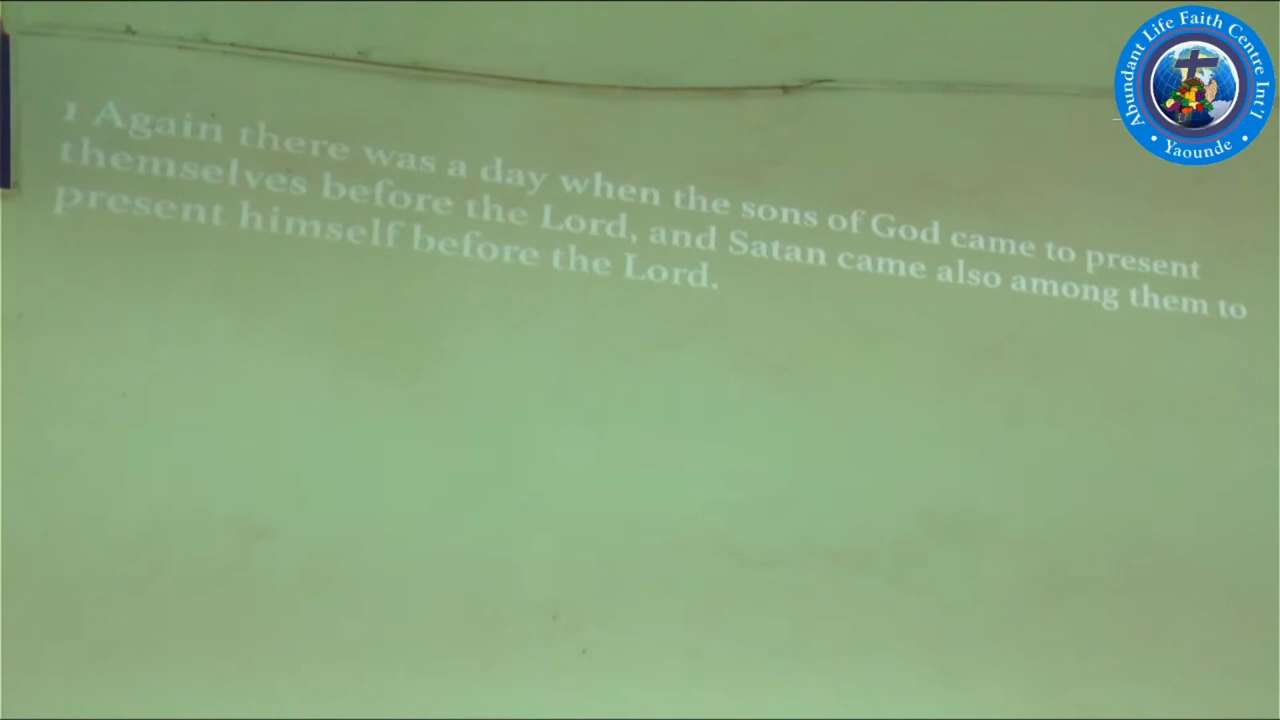 1 Again there was a day when the sons of God came to present
themselves before the Lord, and Satan came also among them to
present himself before the Lord.
Abundant Life Faith Centre Int'l
• Yaounde •